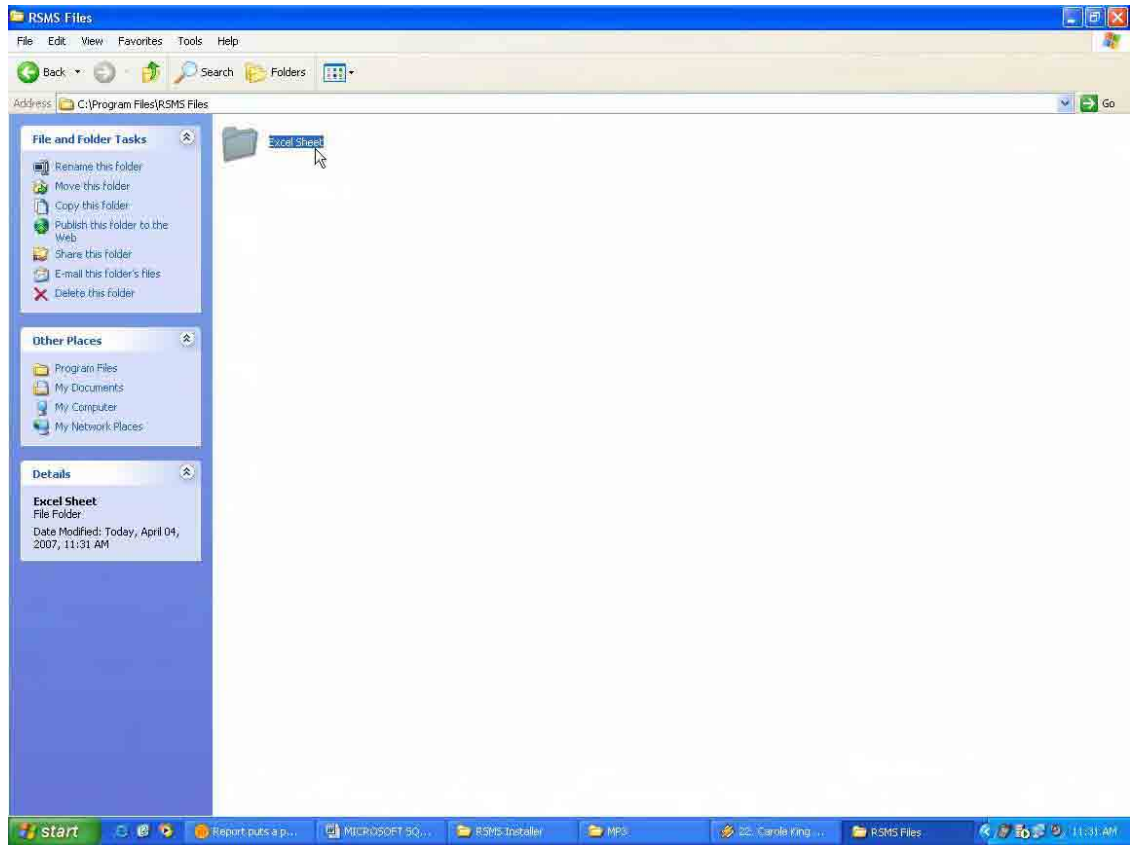 RSMS Files
File Edit View Favorites Tools Help
Back Search Folders
Address C:\Program Files\RSMS Files Go
File and Folder Tasks
Rename this folder
Move this folder
Copy this folder
Publish this folder to the
Web
Share this folder
E-mail this folder's files
Delete this folder
Other Places
Program Files
My Documents
My Computer
My Network Places
Details
Excel Sheet
File Folder
Date Modified: Today, April 04,
2007, 11:31 AM
Excel Sheet
start Report puts a p... MICROSOFT SQ... RSMS Installer MP3 22. Carole King ... RSMS Files 11:31 AM